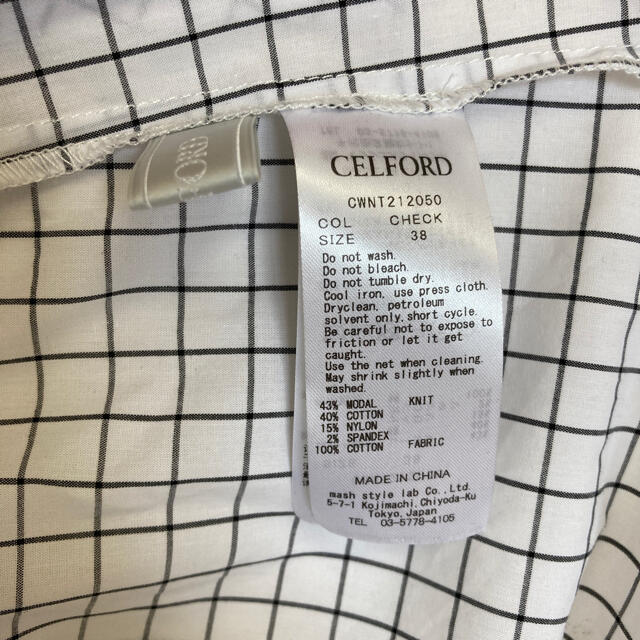 CELFORD
CWNT212050
COL CHECK
SIZE 38
Do not wash.
Do not bleach.
Do not tumble dry.
Cool iron, use press cloth.
Dryclean. petroleum
Solvent only.short cycle.
Be careful not to expose to
friction or let it get
caught.
Use the net when cleaning.
May shrink slightly when
washed.
43% MODAL KNIT
40% COTTON
15% NYLON
2% SPANDEX
100% COTTON FABRIC
MADE IN CHINA
mash style lab Co.,Ltd.
5-7-1 Kojimachi,Chiyoda-Ku
Tokyo,Japan
TEL 03-5778-4105
ORD